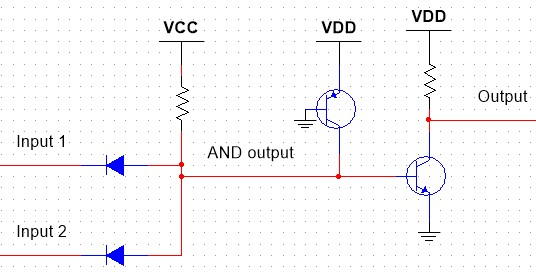 VCC
VDD
VDD
Output
Input 1
AND output
Input 2